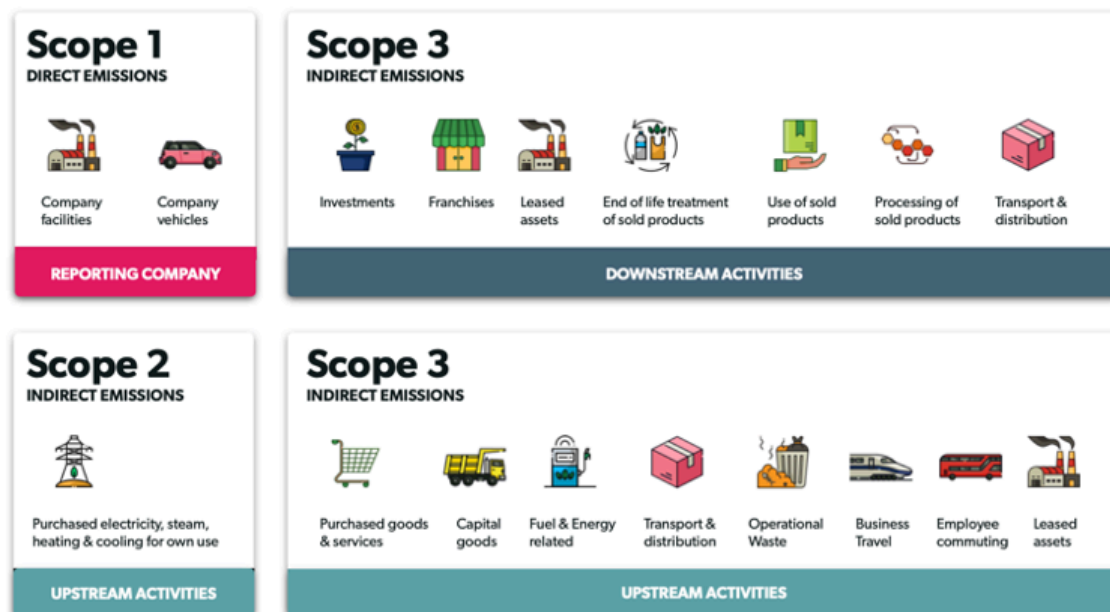 Scope 1
DIRECT EMISSIONS
Company
facilities
Company
vehicles
REPORTING COMPANY
Scope 3
INDIRECT EMISSIONS
Investments
Franchises
Leased
assets
End of life treatment
of sold products
Use of sold
products
Processing of
sold products
Transport &
distribution
DOWNSTREAM ACTIVITIES
Scope 2
INDIRECT EMISSIONS
Purchased electricity, steam,
heating & cooling for own use
UPSTREAM ACTIVITIES
Scope 3
INDIRECT EMISSIONS
Purchased goods
& services
Capital
goods
Fuel & Energy
related
Transport &
distribution
Operational
Waste
Business
Travel
Employee
commuting
Leased
assets
UPSTREAM ACTIVITIES